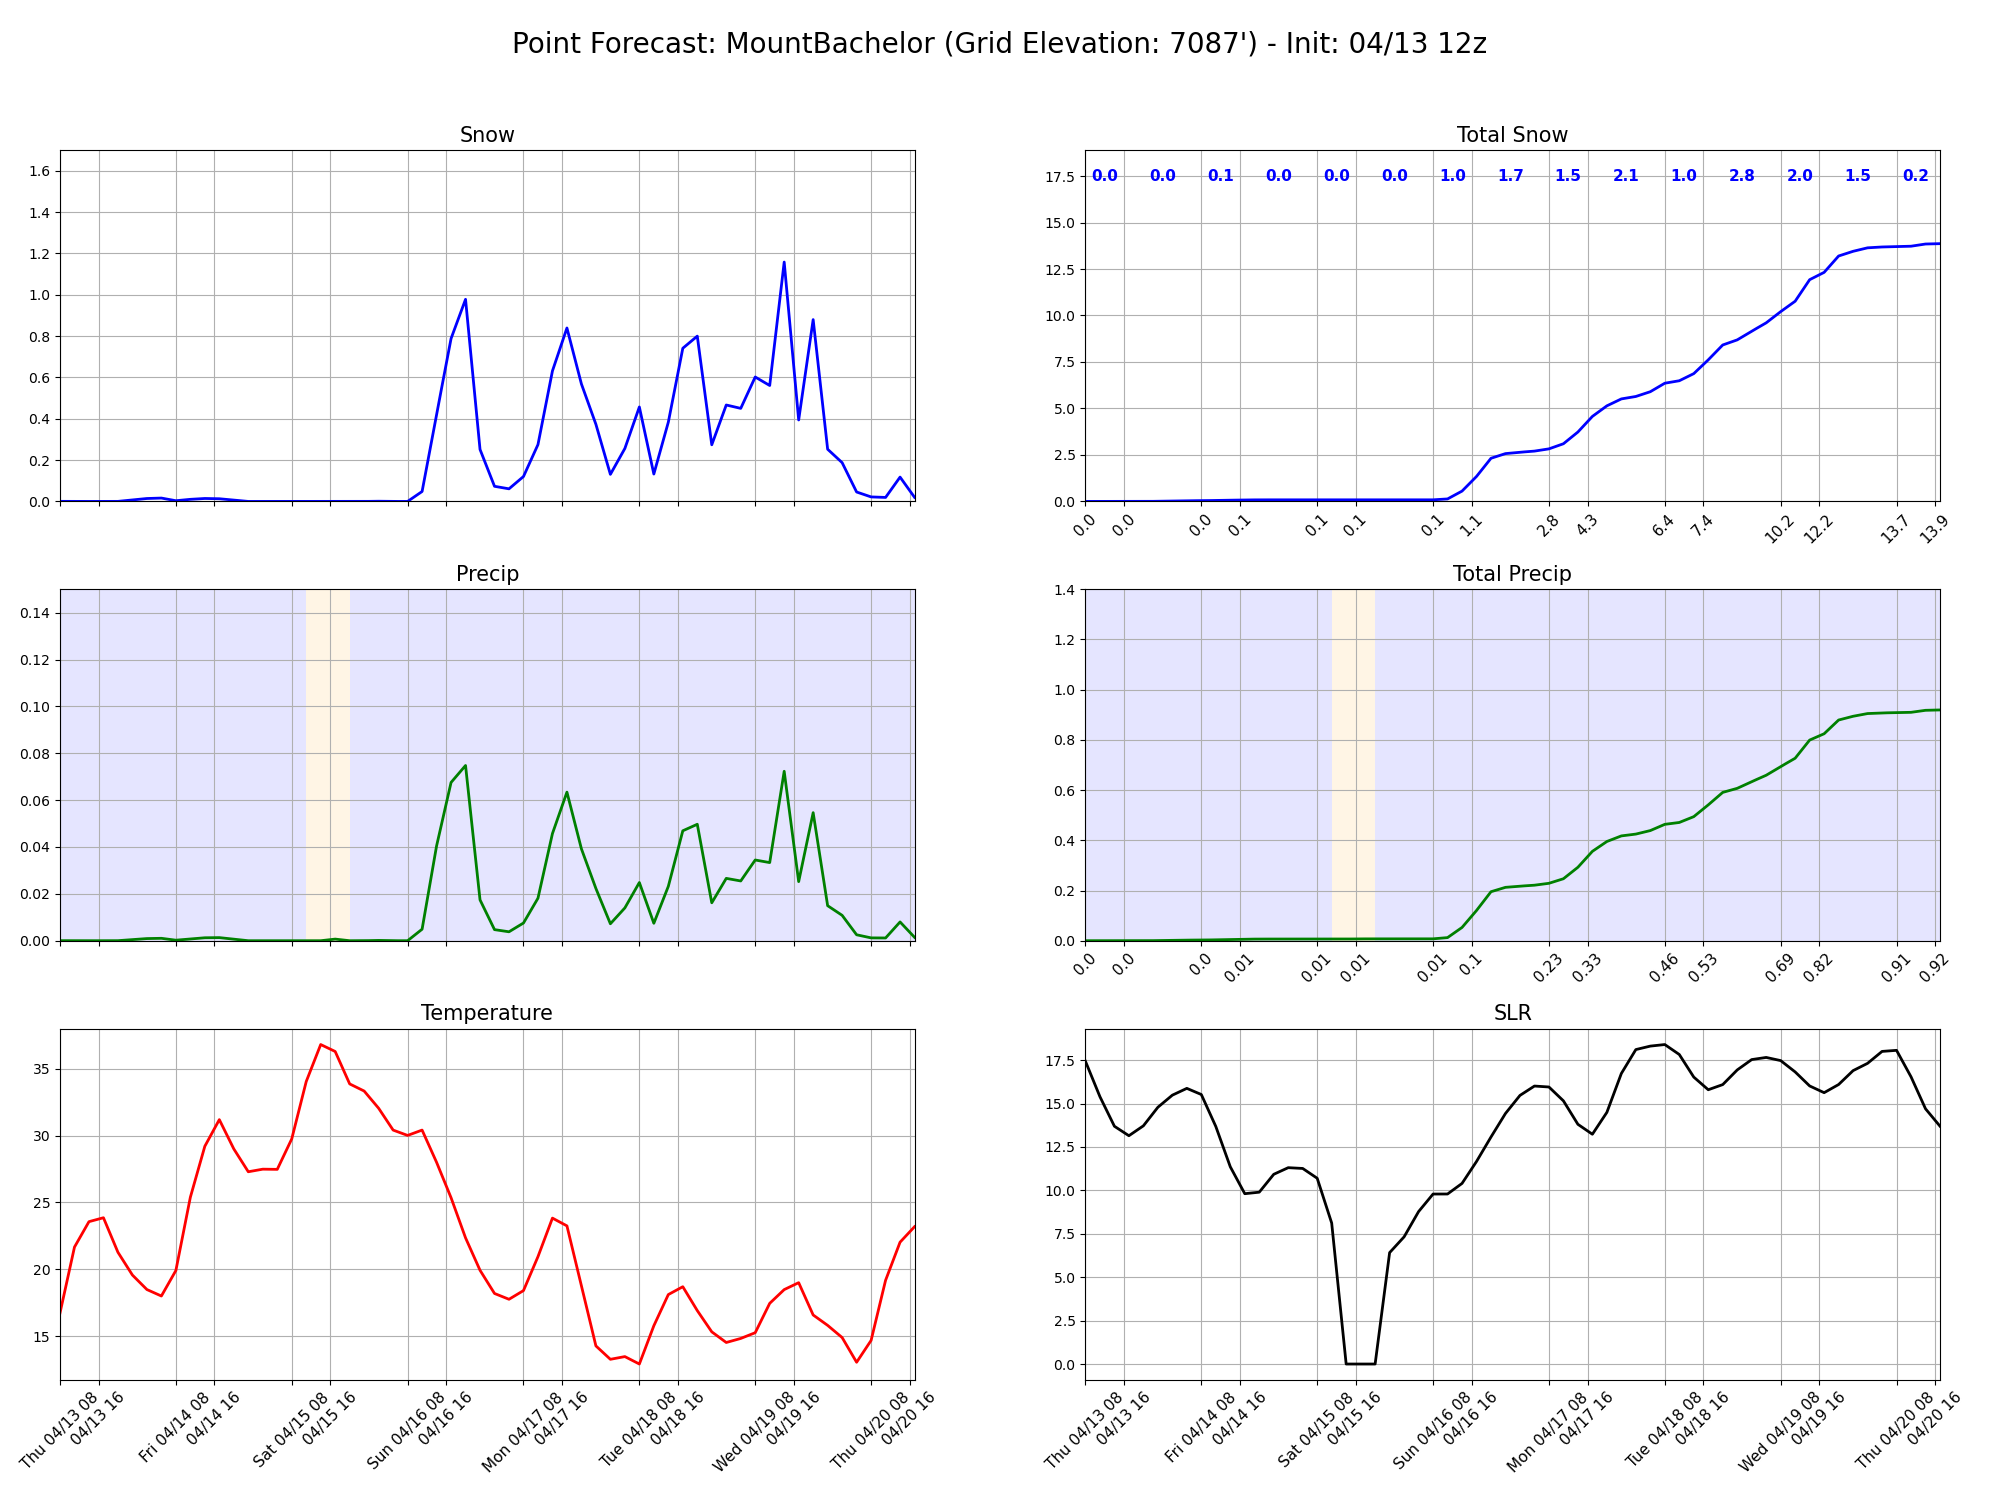 Point Forecast: MountBachelor (Grid Elevation: 7087') - Init: 04/13 12z
Snow
1.6
1.4
1.2
1.0
0.8
0.6
0.4
0.2
0.0
Total Snow
17.5
15.0
12.5
10.0
7.5
5.0
2.5
0.0
0.0 0.0 0.1 0.0 0.0 0.0 1.0 1.7 1.5 2.1 1.0 2.8 2.0 1.5 0.2
0.0 0.0 0.0 0.1 0.1 0.1 0.1 1.1 2.8 4.3 6.4 7.4 10.2 12.2 13.7 13.9
Precip
0.14
0.12
0.10
0.08
0.06
0.04
0.02
0.00
Total Precip
1.4
1.2
1.0
0.8
0.6
0.4
0.2
0.0
0.0 0.0 0.0 0.01 0.01 0.01 0.01 0.1 0.23 0.33 0.46 0.53 0.69 0.82 0.91 0.92
Temperature
35
30
25
20
15
Thu 04/13 08
04/13 16
Fri 04/14 08
04/14 16
Sat 04/15 08
04/15 16
Sun 04/16 08
04/16 16
Mon 04/17 08
04/17 16
Tue 04/18 08
04/18 16
Wed 04/19 08
04/19 16
Thu 04/20 08
04/20 16
SLR
17.5
15.0
12.5
10.0
7.5
5.0
2.5
0.0
Thu 04/13 08
04/13 16
Fri 04/14 08
04/14 16
Sat 04/15 08
04/15 16
Sun 04/16 08
04/16 16
Mon 04/17 08
04/17 16
Tue 04/18 08
04/18 16
Wed 04/19 08
04/19 16
Thu 04/20 08
04/20 16